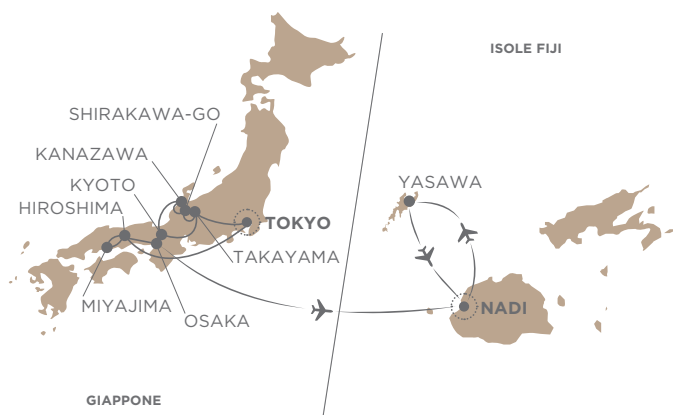 ISOLE FIJI
SHIRAKAWA-GO
KANAZAWA
KYOTO
HIROSHIMA
TOKYO
TAKAYAMA
MIYAJIMA
OSAKA
YASAWA
NADI
GIAPPONE